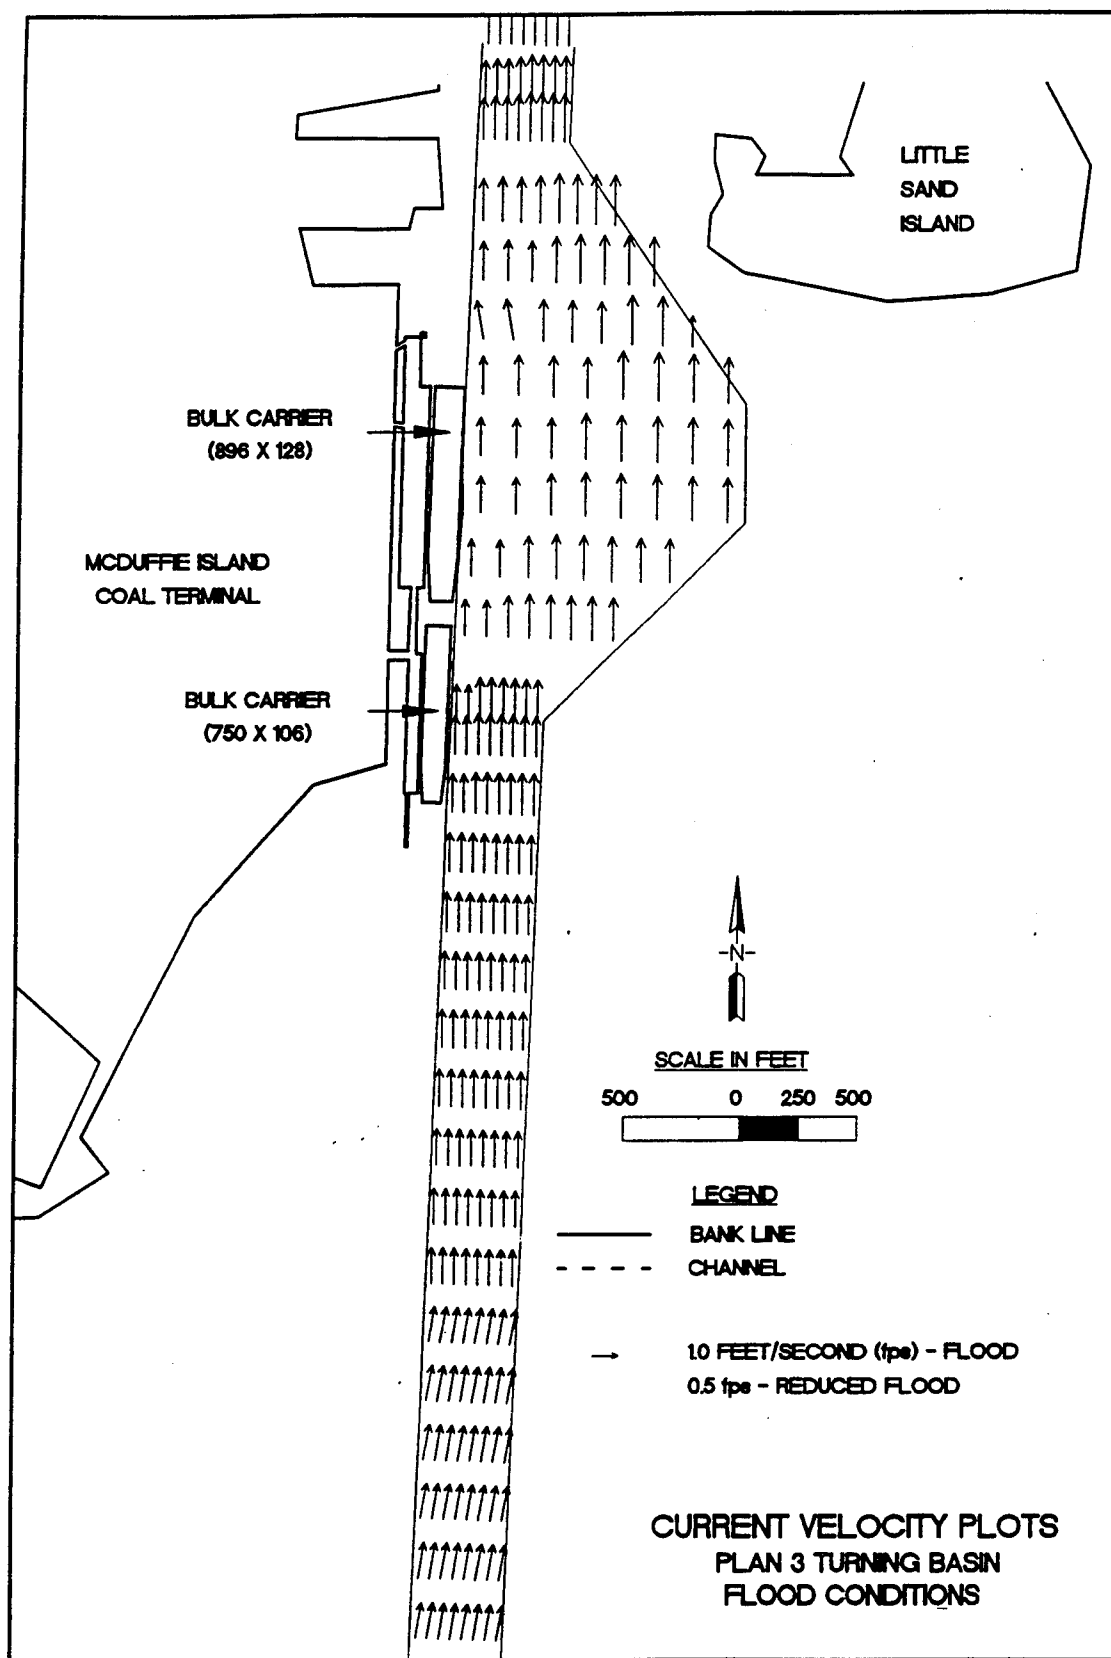 LITTLE
SAND
ISLAND
BULK CARRIER
(896 X 128)
MCDUFFIE ISLAND
COAL TERMINAL
BULK CARRIER
(750 X 106)
-N-
SCALE IN FEET
500 0 250 500
LEGEND
BANK LINE
CHANNEL
1.0 FEET/SECOND (fps) - FLOOD
0.5 fps - REDUCED FLOOD
CURRENT VELOCITY PLOTS
PLAN 3 TURNING BASIN
FLOOD CONDITIONS